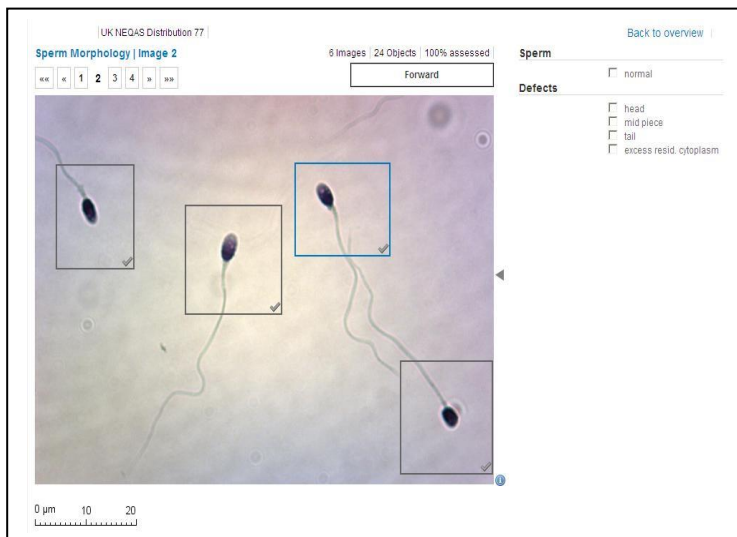 UK NEQAS Distribution 77
Back to overview
Sperm Morphology | Image 2
6 Images | 24 Objects | 100% assessed
«« « 1 2 3 4 » »»
Forward
Sperm
normal
Defects
head
mid piece
tail
excess resid. cytoplasm
0 µm 10 20